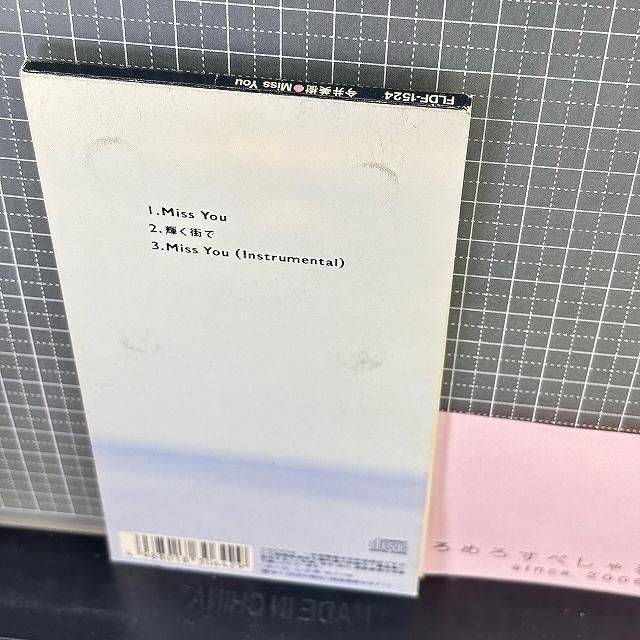 FLDF-1524
今井美樹●Miss You
1.Miss You
2.輝く街で
3.Miss You (Instrumental)
ろめろすぺしゃる
since 200
MADE IN CHINA